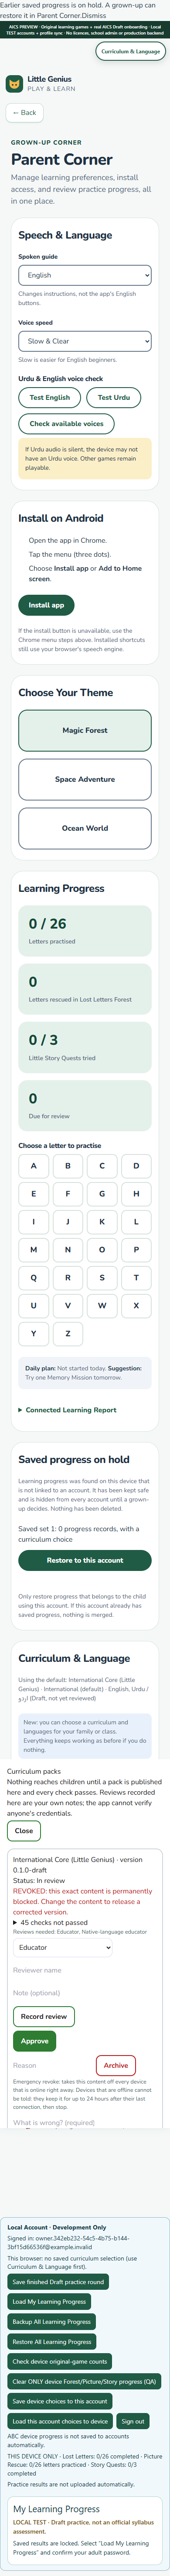 Earlier saved progress is on hold. A grown-up can
restore it in Parent Corner.Dismiss
AICS PREVIEW · Original learning games + real AICS Draft onboarding · Local
TEST accounts + profile sync · No licences, school admin or production backend
Curriculum & Language
Little Genius
PLAY & LEARN
← Back
GROWN-UP CORNER
Parent Corner
Manage learning preferences, install
access, and review practice progress, all
in one place.
Speech & Language
Spoken guide
English
Changes instructions, not the app's English
buttons.
Voice speed
Slow & Clear
Slow is easier for English beginners.
Urdu & English voice check
Test English
Test Urdu
Check available voices
If Urdu audio is silent, the device may not
have an Urdu voice. Other games remain
playable.
Install on Android
Open the app in Chrome.
Tap the menu (three dots).
Choose Install app or Add to Home
screen.
Install app
If the install button is unavailable, use the
Chrome menu steps above. Installed shortcuts
still use your browser's speech engine.
Choose Your Theme
Magic Forest
Space Adventure
Ocean World
Learning Progress
0 / 26
Letters practised
0
Letters rescued in Lost Letters Forest
0 / 3
Little Story Quests tried
0
Due for review
Choose a letter to practise
A B C D
E F G H
I J K L
M N O P
Q R S T
U V W X
Y Z
Daily plan: Not started today. Suggestion:
Try one Memory Mission tomorrow.
▶ Connected Learning Report
Saved progress on hold
Learning progress was found on this device that
is not linked to an account. It has been kept safe
and is hidden from every account until a grown-
up decides. Nothing has been deleted.
Saved set 1: 0 progress records, with a
curriculum choice
Restore to this account
Only restore progress that belongs to the child
using this account. If this account already has
saved progress, nothing is merged.
Curriculum & Language
Using the default: International Core (Little
Genius) · International (default) · English, Urdu /
اردو (Draft, not yet reviewed)
New: you can choose a curriculum and
languages for your family or class.
Everything keeps working as before if you do
nothing.
Curriculum packs
Nothing reaches children until a pack is published
here and every check passes. Reviews recorded
here are your own notes; the app cannot verify
anyone's credentials.
Close
International Core (Little Genius) · version
0.1.0-draft
Status: In review
REVOKED: this exact content is permanently
blocked. Change the content to release a
corrected version.
▶ 45 checks not passed
Reviews needed: Educator, Native-language educator
Educator
Reviewer name
Note (optional)
Record review
Approve
Reason
Archive
Emergency revoke: takes this content away from every device
that is online right away. Devices that are offline cannot
be told: they keep it for up to 24 hours after their last
connection, then stop.
What is wrong? (required)
Local Account · Development Only
Signed in: owner.342eb232-54c5-4b75-b144-
3bf15d66536f@example.invalid
This browser: no saved curriculum selection (use
Curriculum & Language first).
Save finished Draft practice round
Load My Learning Progress
Backup All Learning Progress
Restore All Learning Progress
Check device original-game counts
Clear ONLY device Forest/Picture/Story progress (QA)
Save device choices to this account
Load this account choices to device
Sign out
ABC device progress is not saved to accounts
automatically.
THIS DEVICE ONLY · Lost Letters: 0/26 completed · Picture
Rescue: 0/26 letters practiced · Story Quests: 0/3
completed
Practice results are not uploaded automatically.
My Learning Progress
LOCAL TEST · Draft practice, not an official syllabus
assessment.
Saved results are locked. Select "Load My Learning
Progress" and confirm your adult password.